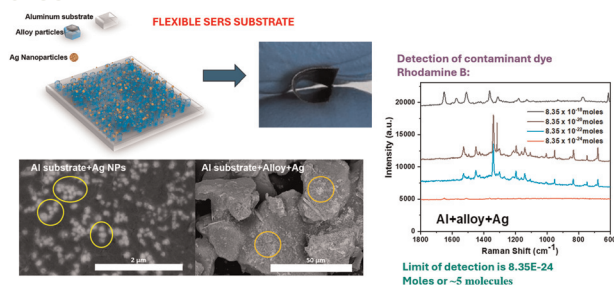 Aluminum substrate
Alloy particles
Ag Nanoparticles
FLEXIBLE SERS SUBSTRATE
Al substrate+Ag NPs
2 μm
Al substrate+Alloy+Ag
50 μm
Detection of contaminant dye
Rhodamine B:
Intensity (a.u.)
20000
15000
10000
5000
0
8.35 x 10⁻¹⁸moles
8.35 x 10⁻²⁰moles
8.35 x 10⁻²²moles
8.35 x 10⁻²⁴moles
Al+alloy+Ag
1800 1600 1400 1200 1000 800 600
Raman Shift (cm⁻¹)
Limit of detection is 8.35E-24
Moles or ~5 molecules